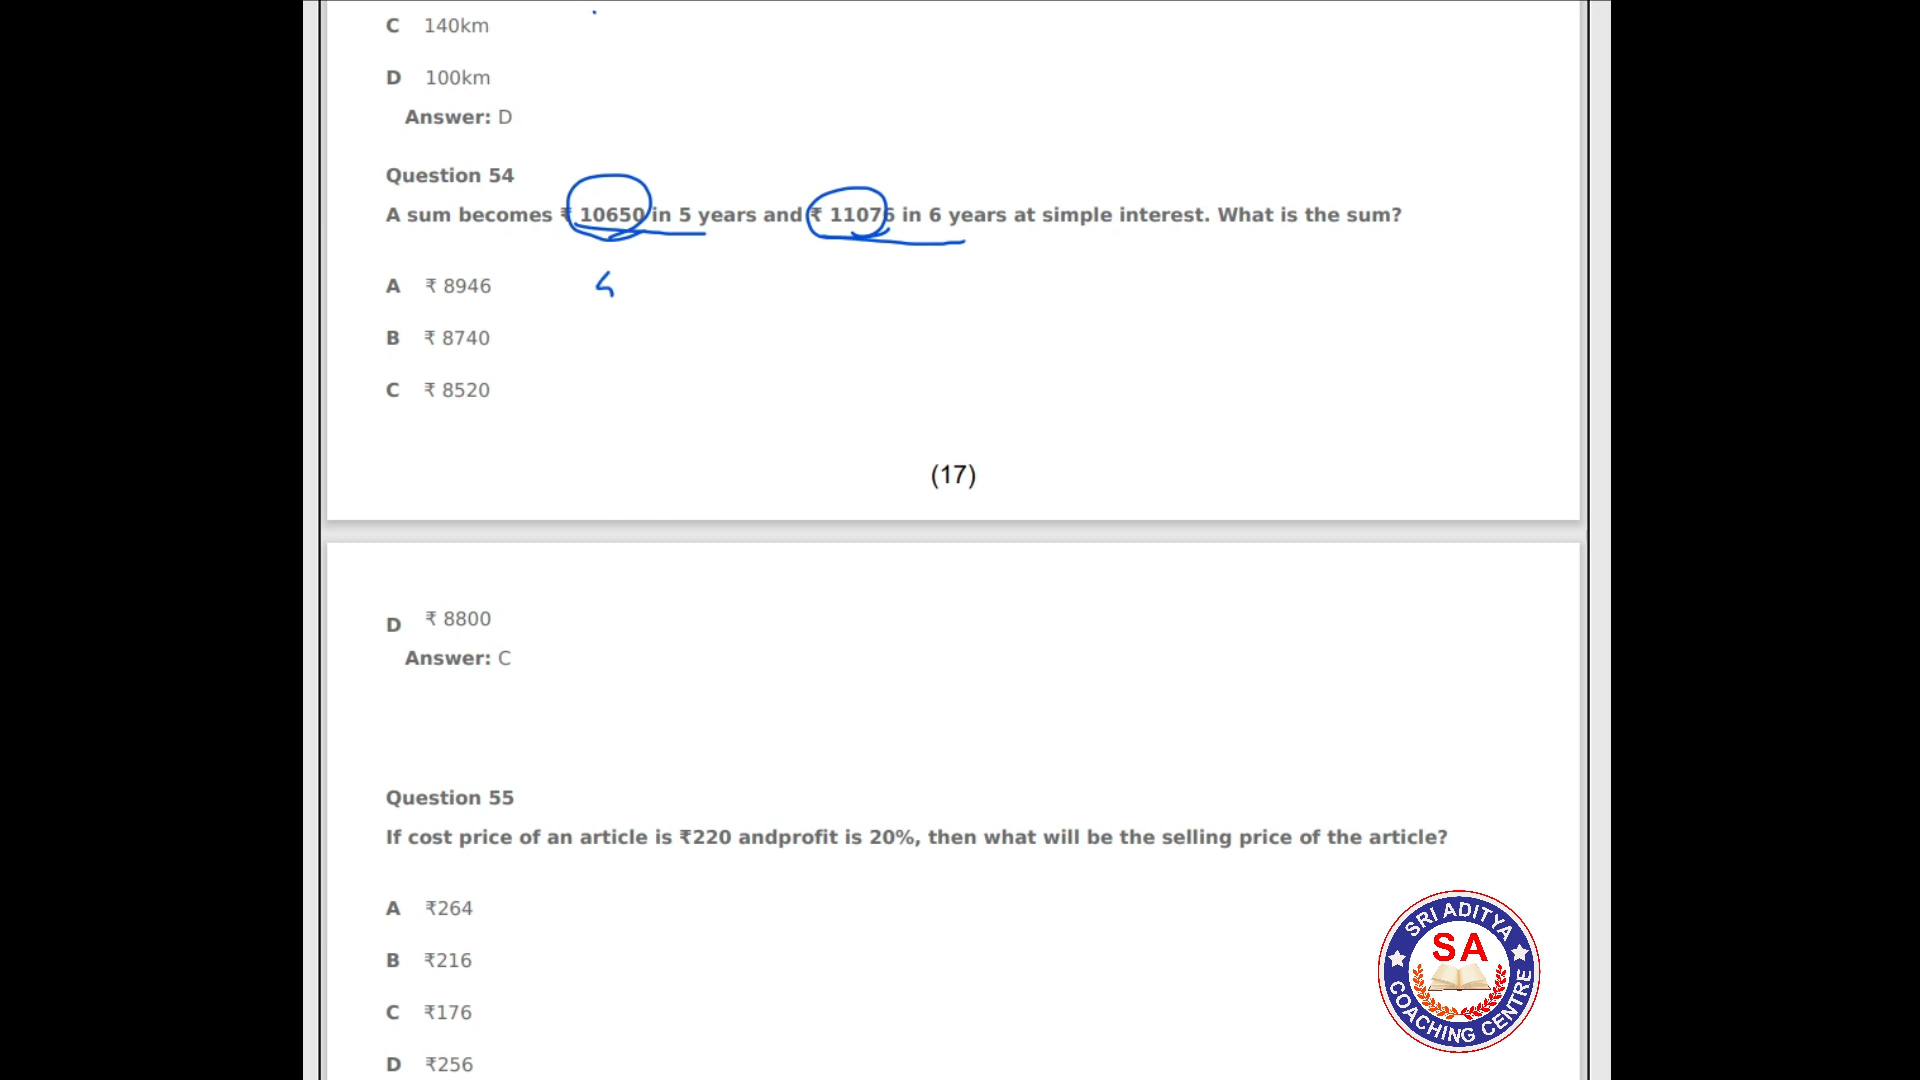 C 140km
D 100km
Answer: D
Question 54
A sum becomes ₹ 10650 in 5 years and ₹ 11076 in 6 years at simple interest. What is the sum?
A ₹ 8946
B ₹ 8740
C ₹ 8520
(17)
D ₹ 8800
Answer: C
Question 55
If cost price of an article is ₹220 andprofit is 20%, then what will be the selling price of the article?
A ₹264
B ₹216
C ₹176
D ₹256
SRI ADITYA
SA
COACHING CENTRE